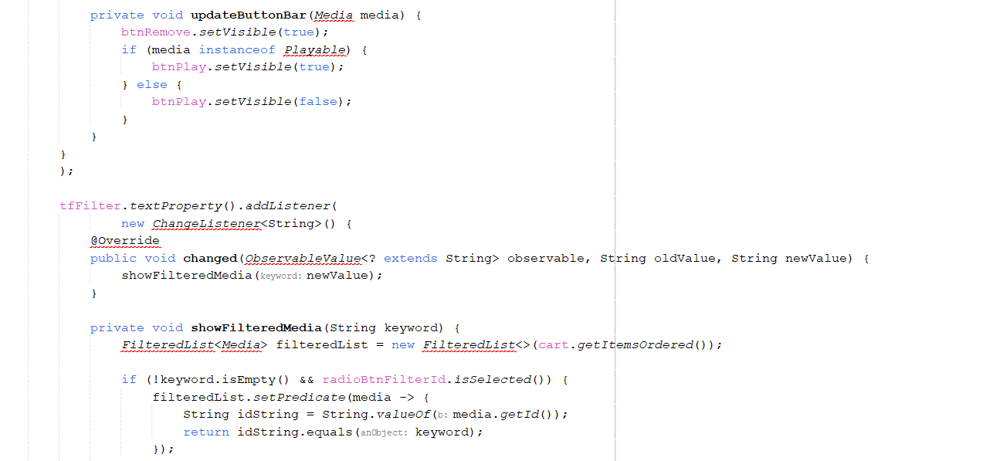 private void updateButtonBar(Media media) {
btnRemove.setVisible(true);
if (media instanceof Playable) {
btnPlay.setVisible(true);
} else {
btnPlay.setVisible(false);
}
}
}
);
tfFilter.textProperty().addListener(
new ChangeListener<String>() {
@Override
public void changed(ObservableValue<? extends String> observable, String oldValue, String newValue) {
showFilteredMedia(keyword: newValue);
}
private void showFilteredMedia(String keyword) {
FilteredList<Media> filteredList = new FilteredList<>(cart.getItemsOrdered());
if (!keyword.isEmpty() && radioBtnFilterId.isSelected()) {
filteredList.setPredicate(media -> {
String idString = String.valueOf(b: media.getId());
return idString.equals(anObject: keyword);
});